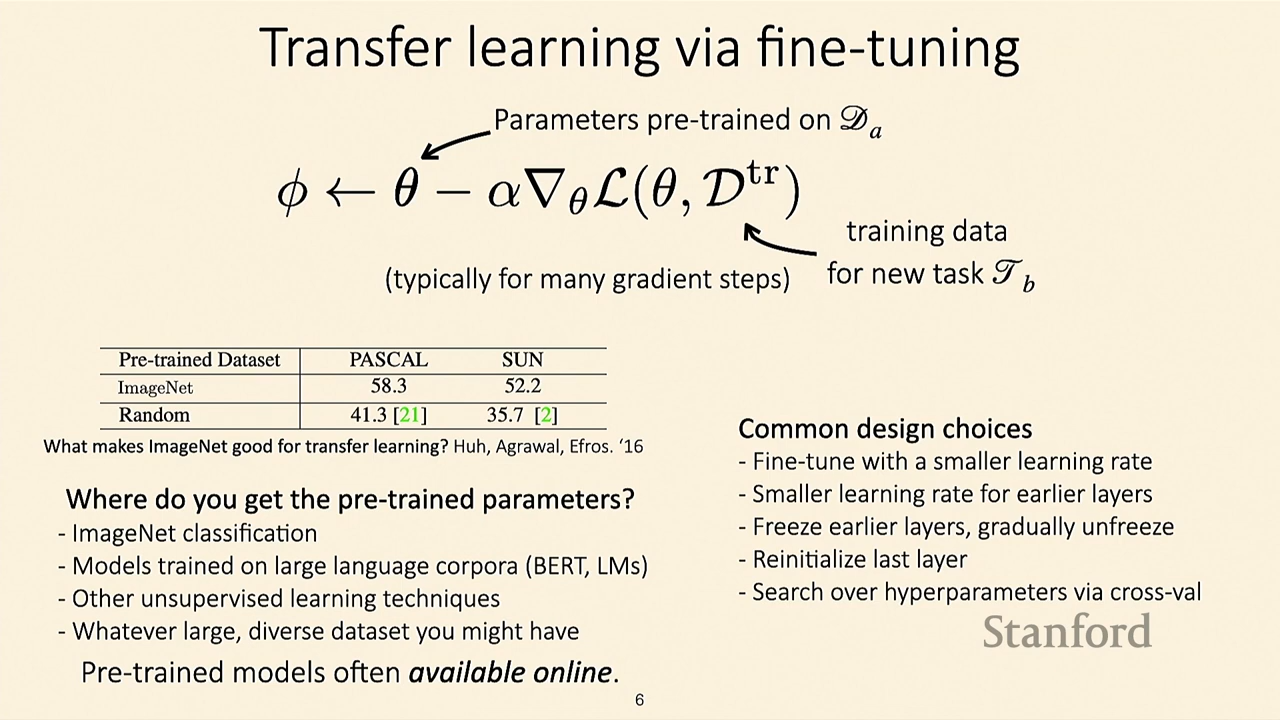 Transfer learning via fine-tuning
Parameters pre-trained on 𝒟a
ϕ ← θ − α∇θℒ(θ, 𝒟tr)
training data
for new task 𝒯b
(typically for many gradient steps)
Pre-trained Dataset PASCAL SUN
ImageNet 58.3 52.2
Random 41.3 [21] 35.7 [2]
What makes ImageNet good for transfer learning? Huh, Agrawal, Efros. ‘16
Where do you get the pre-trained parameters?
- ImageNet classification
- Models trained on large language corpora (BERT, LMs)
- Other unsupervised learning techniques
- Whatever large, diverse dataset you might have
Pre-trained models often available online.
Common design choices
- Fine-tune with a smaller learning rate
- Smaller learning rate for earlier layers
- Freeze earlier layers, gradually unfreeze
- Reinitialize last layer
- Search over hyperparameters via cross-val
Stanford
6